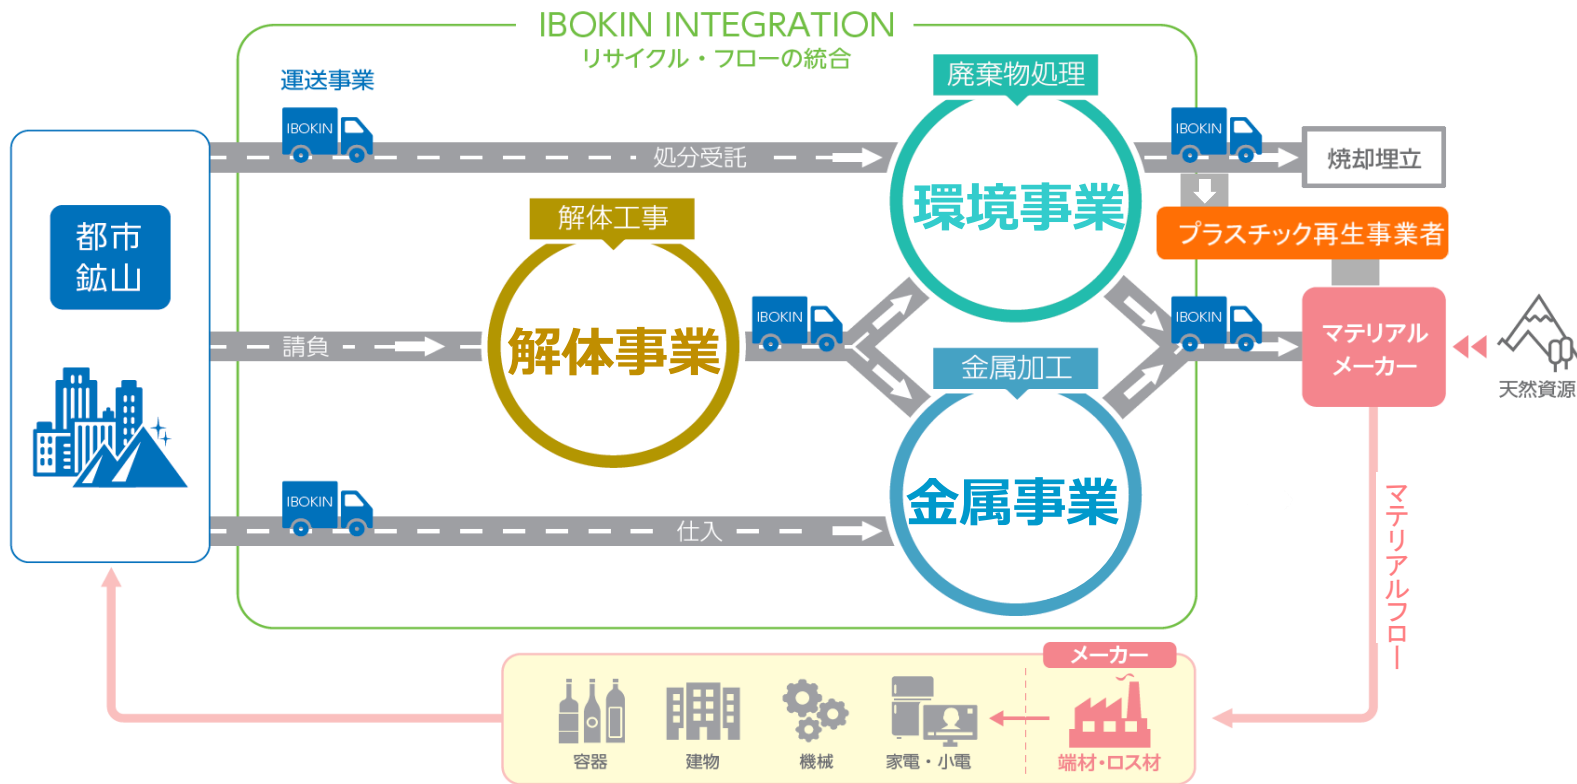 IBOKIN INTEGRATION
リサイクル・フローの統合
運送事業
廃棄物処理
IBOKIN
IBOKIN
処分受託
焼却埋立
環境事業
解体工事
プラスチック再生事業者
都市
鉱山
IBOKIN
IBOKIN
請負
解体事業
マテリアル
メーカー
金属加工
天然資源
IBOKIN
金属事業
仕入
マテリアルフロー
メーカー
容器
建物
機械
家電・小電
端材・ロス材